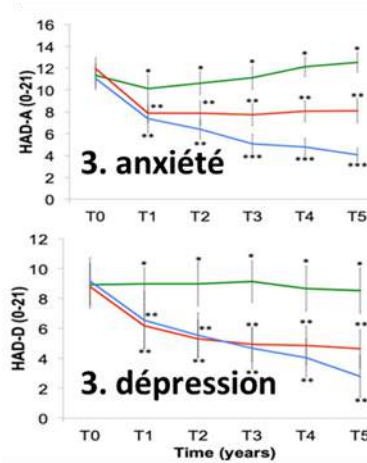 16
14
12
10
8
6
4
2
0
HAD-A (0-21)
* * * * *
** ** ** ** **
** ** *** *** ***
3. anxiété
T0 T1 T2 T3 T4 T5
12
10
8
6
4
2
0
HAD-D (0-21)
* * * * *
** ** ** ** **
** ** ** ** **
3. dépression
T0 T1 T2 T3 T4 T5
Time (years)